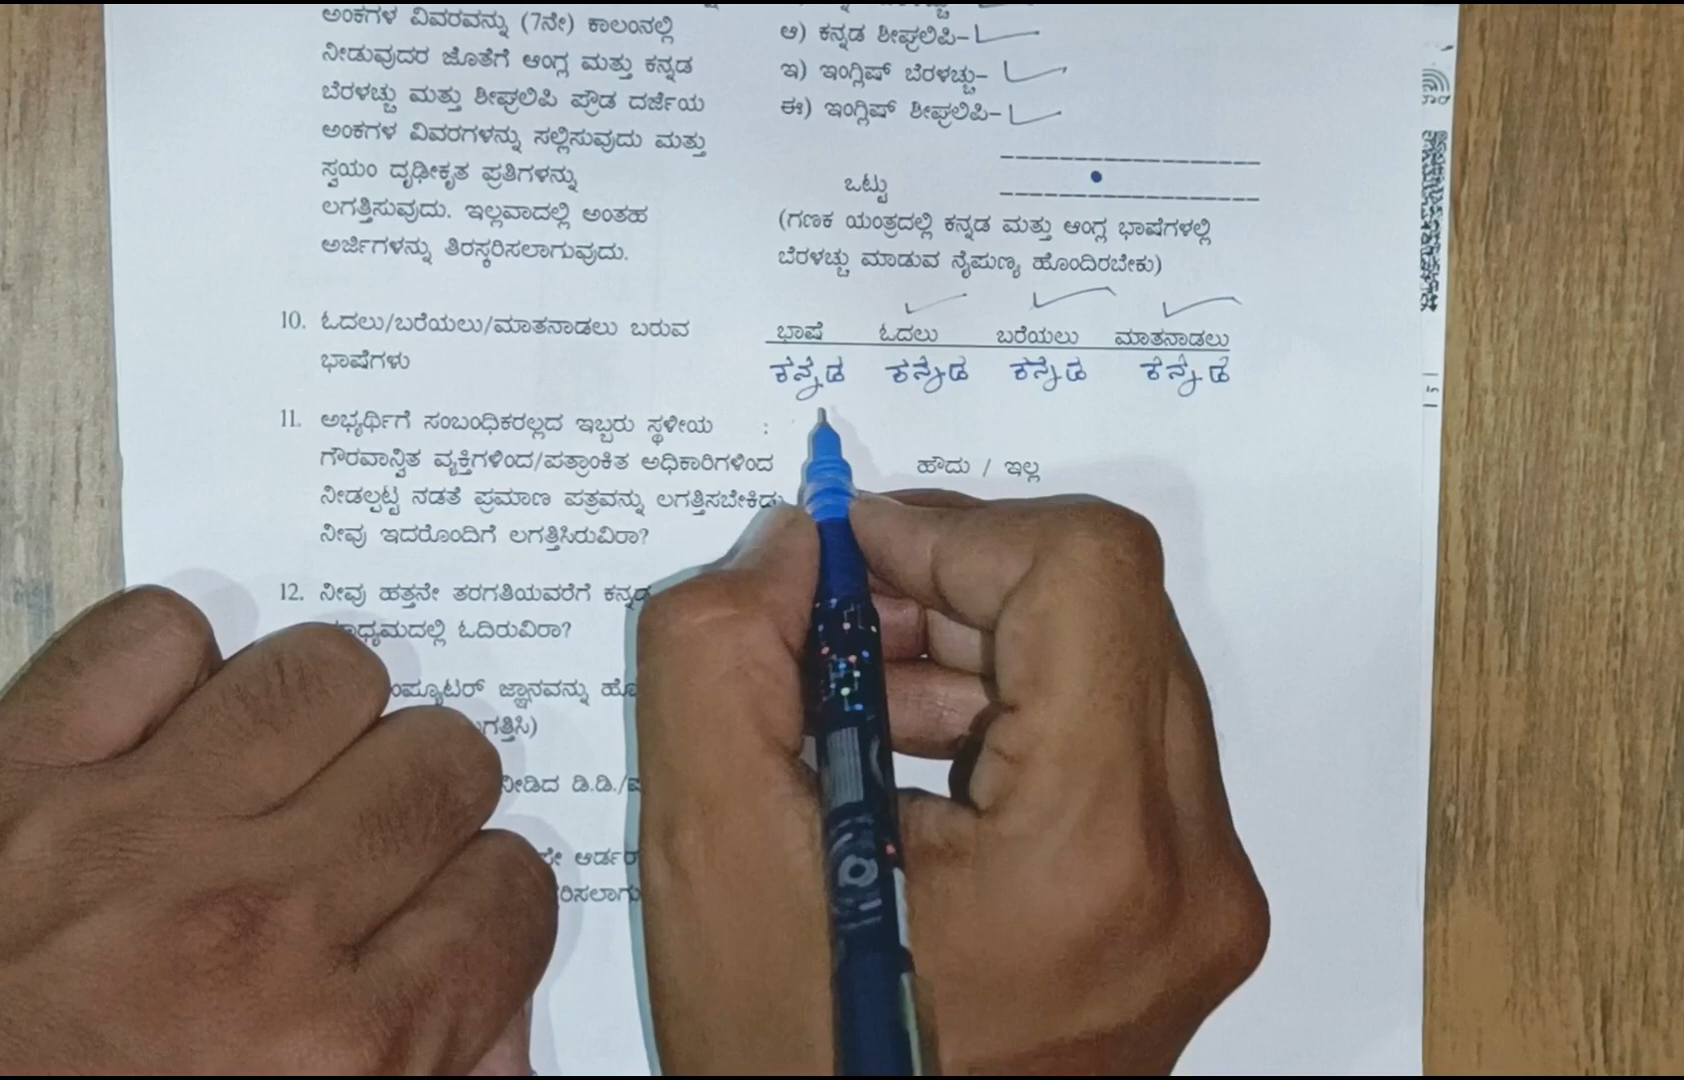 ಅಂಕಗಳ ವಿವರವನ್ನು (7ನೇ) ಕಾಲಂನಲ್ಲಿ
ನೀಡುವುದರ ಜೊತೆಗೆ ಆಂಗ್ಲ ಮತ್ತು ಕನ್ನಡ
ಬೆರಳಚ್ಚು ಮತ್ತು ಶೀಘ್ರಲಿಪಿ ಪ್ರೌಢ ದರ್ಜೆಯ
ಅಂಕಗಳ ವಿವರಗಳನ್ನು ಸಲ್ಲಿಸುವುದು ಮತ್ತು
ಸ್ವಯಂ ದೃಢೀಕೃತ ಪ್ರತಿಗಳನ್ನು
ಲಗತ್ತಿಸುವುದು. ಇಲ್ಲವಾದಲ್ಲಿ ಅಂತಹ
ಅರ್ಜಿಗಳನ್ನು ತಿರಸ್ಕರಿಸಲಾಗುವುದು.
ಆ) ಕನ್ನಡ ಶೀಘ್ರಲಿಪಿ–
ಇ) ಇಂಗ್ಲಿಷ್ ಬೆರಳಚ್ಚು–
ಈ) ಇಂಗ್ಲಿಷ್ ಶೀಘ್ರಲಿಪಿ–
ಒಟ್ಟು
(ಗಣಕ ಯಂತ್ರದಲ್ಲಿ ಕನ್ನಡ ಮತ್ತು ಆಂಗ್ಲ ಭಾಷೆಗಳಲ್ಲಿ
ಬೆರಳಚ್ಚು ಮಾಡುವ ನೈಪುಣ್ಯ ಹೊಂದಿರಬೇಕು)
10. ಓದಲು/ಬರೆಯಲು/ಮಾತನಾಡಲು ಬರುವ
ಭಾಷೆಗಳು
ಭಾಷೆ ಓದಲು ಬರೆಯಲು ಮಾತನಾಡಲು
ಕನ್ನಡ ಕನ್ನಡ ಕನ್ನಡ ಕನ್ನಡ
11. ಅಭ್ಯರ್ಥಿಗೆ ಸಂಬಂಧಿಕರಲ್ಲದ ಇಬ್ಬರು ಸ್ಥಳೀಯ :
ಗೌರವಾನ್ವಿತ ವ್ಯಕ್ತಿಗಳಿಂದ/ಪತ್ರಾಂಕಿತ ಅಧಿಕಾರಿಗಳಿಂದ ಹೌದು / ಇಲ್ಲ
ನೀಡಲ್ಪಟ್ಟ ನಡತೆ ಪ್ರಮಾಣ ಪತ್ರವನ್ನು ಲಗತ್ತಿಸಬೇಕಿದ್ದು
ನೀವು ಇದರೊಂದಿಗೆ ಲಗತ್ತಿಸಿರುವಿರಾ?
12. ನೀವು ಹತ್ತನೇ ತರಗತಿಯವರೆಗೆ ಕನ್ನಡ
ಓದಿರುವಿರಾ?
ಜ್ಞಾನವನ್ನು
ನೀಡಿದ ಡಿ.ಡಿ./